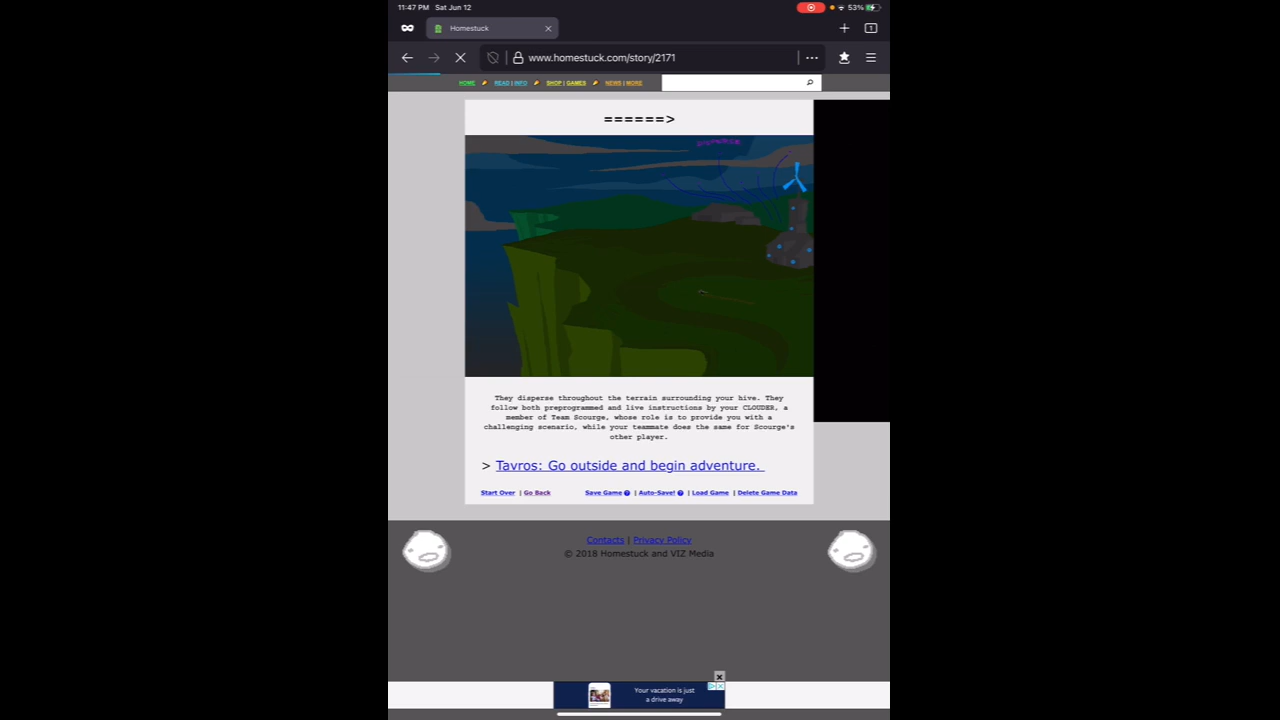 11:47 PM Sat Jun 12
53%
Homestuck
1
www.homestuck.com/story/2171
HOME READ | INFO SHOP | GAMES NEWS | MORE
======>
They disperse throughout the terrain surrounding your hive. They
follow both preprogrammed and live instructions by your CLOUDER, a
member of Team Scourge, whose role is to provide you with a
challenging scenario, while your teammate does the same for Scourge's
other player.
> Tavros: Go outside and begin adventure.
Start Over | Go Back Save Game ? | Auto-Save! ? | Load Game | Delete Game Data
Contacts | Privacy Policy
© 2018 Homestuck and VIZ Media
Your vacation is just
a drive away